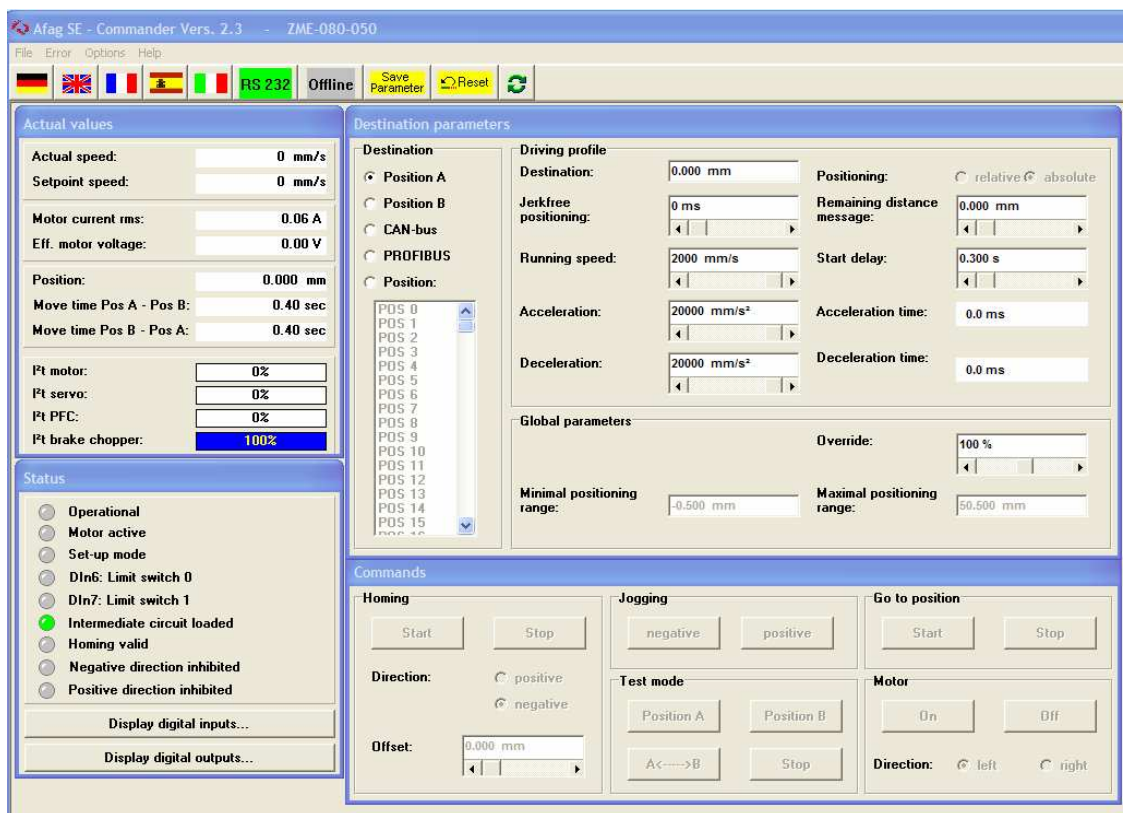 Afag SE - Commander Vers. 2.3 - ZME-080-050
File Error Options Help
RS 232 Offline Save Parameter Reset
Actual values
Actual speed: 0 mm/s
Setpoint speed: 0 mm/s
Motor current rms: 0.06 A
Eff. motor voltage: 0.00 V
Position: 0.000 mm
Move time Pos A - Pos B: 0.40 sec
Move time Pos B - Pos A: 0.40 sec
I²t motor: 0%
I²t servo: 0%
I²t PFC: 0%
I²t brake chopper: 100%
Status
Operational
Motor active
Set-up mode
DIn6: Limit switch 0
DIn7: Limit switch 1
Intermediate circuit loaded
Homing valid
Negative direction inhibited
Positive direction inhibited
Display digital inputs...
Display digital outputs...
Destination parameters
Destination
Position A
Position B
CAN-bus
PROFIBUS
Position:
POS 0
POS 1
POS 2
POS 3
POS 4
POS 5
POS 6
POS 7
POS 8
POS 9
POS 10
POS 11
POS 12
POS 13
POS 14
POS 15
Driving profile
Destination: 0.000 mm
Positioning: relative absolute
Jerkfree
positioning: 0 ms
Remaining distance
message: 0.000 mm
Running speed: 2000 mm/s
Start delay: 0.300 s
Acceleration: 20000 mm/s²
Acceleration time: 0.0 ms
Deceleration: 20000 mm/s²
Deceleration time: 0.0 ms
Global parameters
Override: 100 %
Minimal positioning
range: -0.500 mm
Maximal positioning
range: 50.500 mm
Commands
Homing
Start Stop
Direction: positive
negative
Offset: 0.000 mm
Jogging
negative positive
Test mode
Position A Position B
A<----->B Stop
Go to position
Start Stop
Motor
On Off
Direction: left right